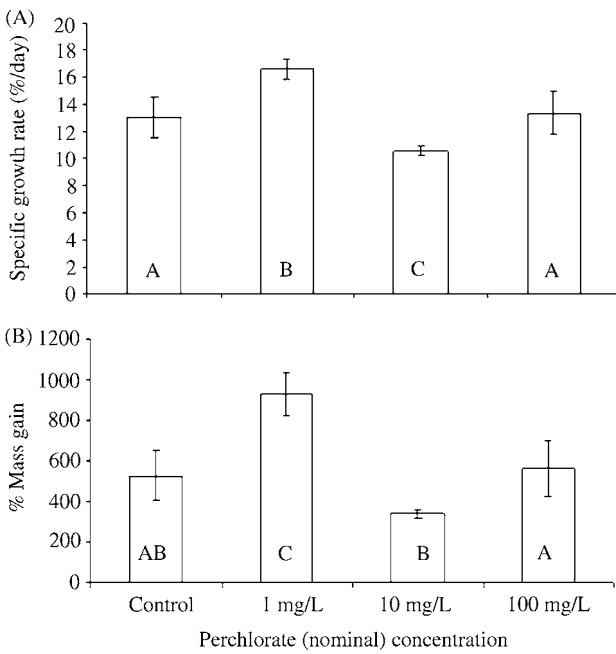 (A)
Specific growth rate (%/day)
20
18
16
14
12
10
8
6
4
2
0
A
B
C
A
(B)
% Mass gain
1200
1000
800
600
400
200
0
AB
C
B
A
Control
1 mg/L
10 mg/L
100 mg/L
Perchlorate (nominal) concentration